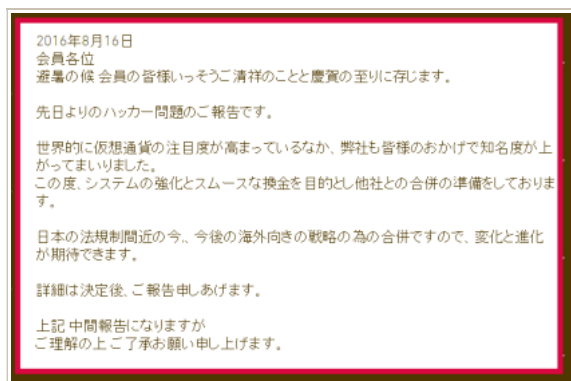 2016年8月16日
会員各位
避暑の候 会員の皆様いっそうご清祥のことと慶賀の至りに存じます。
先日よりのハッカー問題のご報告です。
世界的に仮想通貨の注目度が高まっているなか、弊社も皆様のおかげで知名度が上
がってまいりました。
この度、システムの強化とスムースな換金を目的とし他社との合併の準備をしておりま
す。
日本の法規制間近の今、、今後の海外向きの戦略の為の合併ですので、変化と進化
が期待できます。
詳細は決定後、ご報告申しあげます。
上記 中間報告になりますが
ご理解の上 ご了承お願い申し上げます。